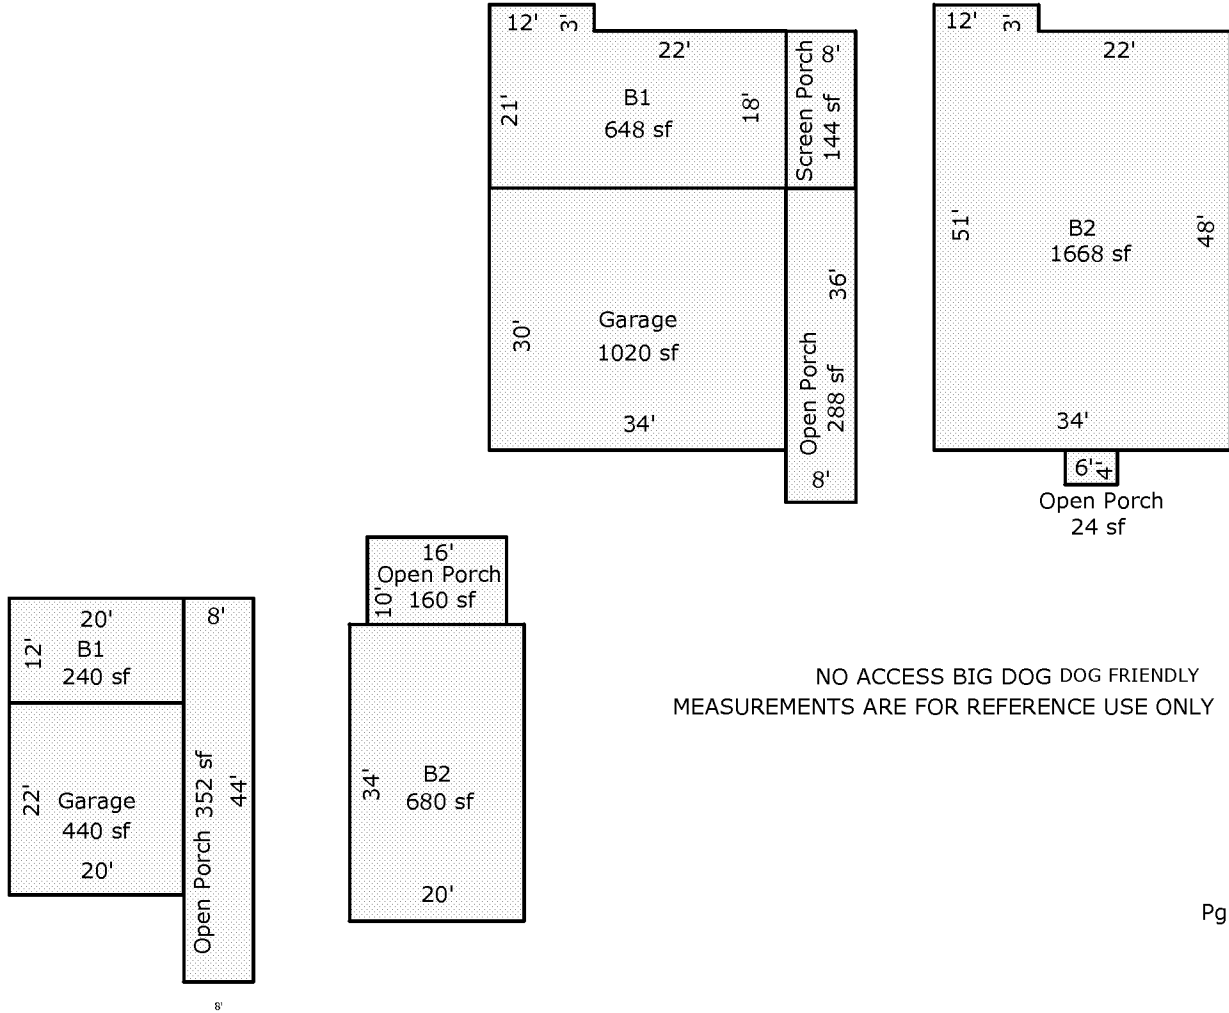 12' 3'
22'
21'
B1
648 sf
18'
Screen Porch
144 sf
8'
30'
Garage
1020 sf
34'
36'
Open Porch
288 sf
8'
12' 3'
22'
51'
B2
1668 sf
48'
34'
6' 4'
Open Porch
24 sf
20'
12'
B1
240 sf
8'
22'
Garage
440 sf
20'
Open Porch 352 sf
44'
8'
16'
Open Porch
10'
160 sf
34'
B2
680 sf
20'
NO ACCESS BIG DOG DOG FRIENDLY
MEASUREMENTS ARE FOR REFERENCE USE ONLY
Pg